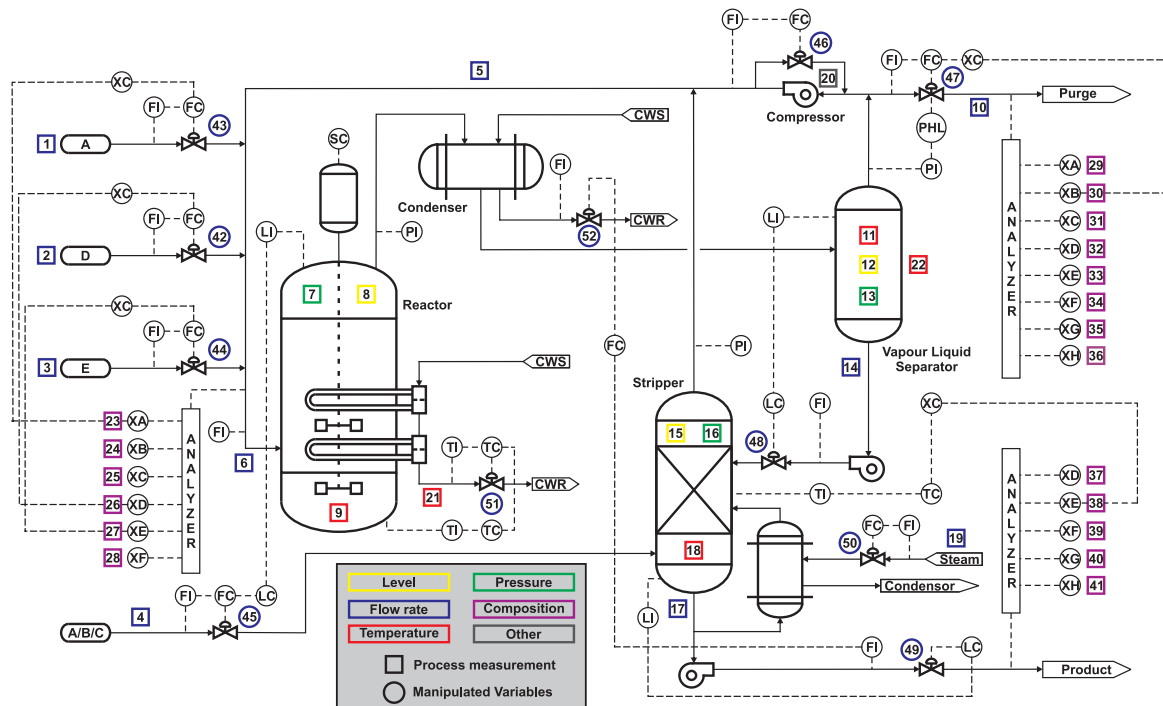 FI FC 46
5
20
Compressor
FI FC XC 47
10 Purge
PHL
PI
XC
FI FC 43
1 A
XC
FI FC 42
2 D
XC
FI FC 44
3 E
SC
CWS
Condenser
FI
CWR
52
PI
LI
7 8
Reactor
CWS
TI TC
21 51 CWR
9
TI TC
FI
6
ANALYZER
23 XA
24 XB
25 XC
26 XD
27 XE
28 XF
4
A/B/C
FI FC LC
45
LI
11
12 22
13
Vapour Liquid
Separator
14
FC
PI
Stripper
LC FI XC
15 16 48
TI TC
18
50 FC FI 19
Steam
Condensor
17
LI
FI 49 LC
Product
ANALYZER
XA 29
XB 30
XC 31
XD 32
XE 33
XF 34
XG 35
XH 36
ANALYZER
XD 37
XE 38
XF 39
XG 40
XH 41
Level Pressure
Flow rate Composition
Temperature Other
Process measurement
Manipulated Variables